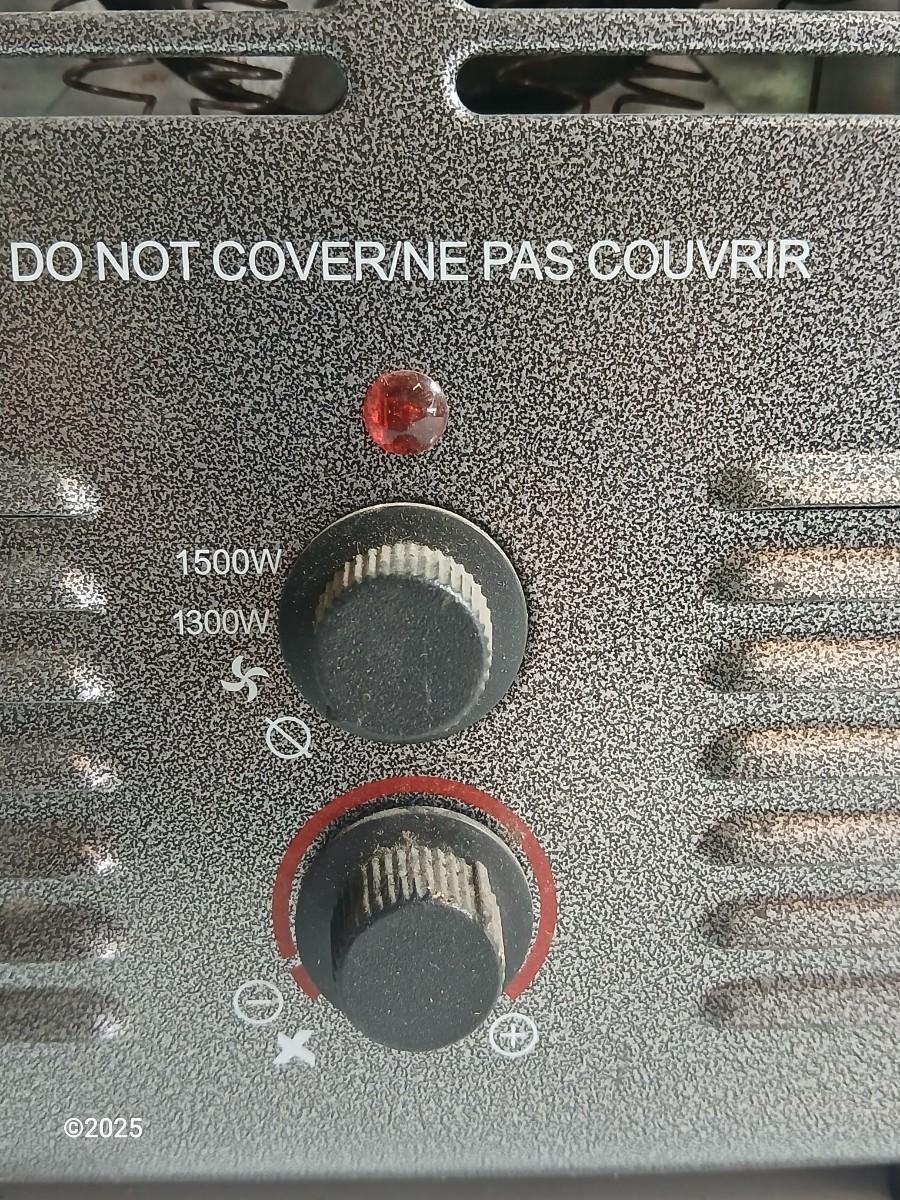 DO NOT COVER/NE PAS COUVRIR
1500W
1300W
©2025